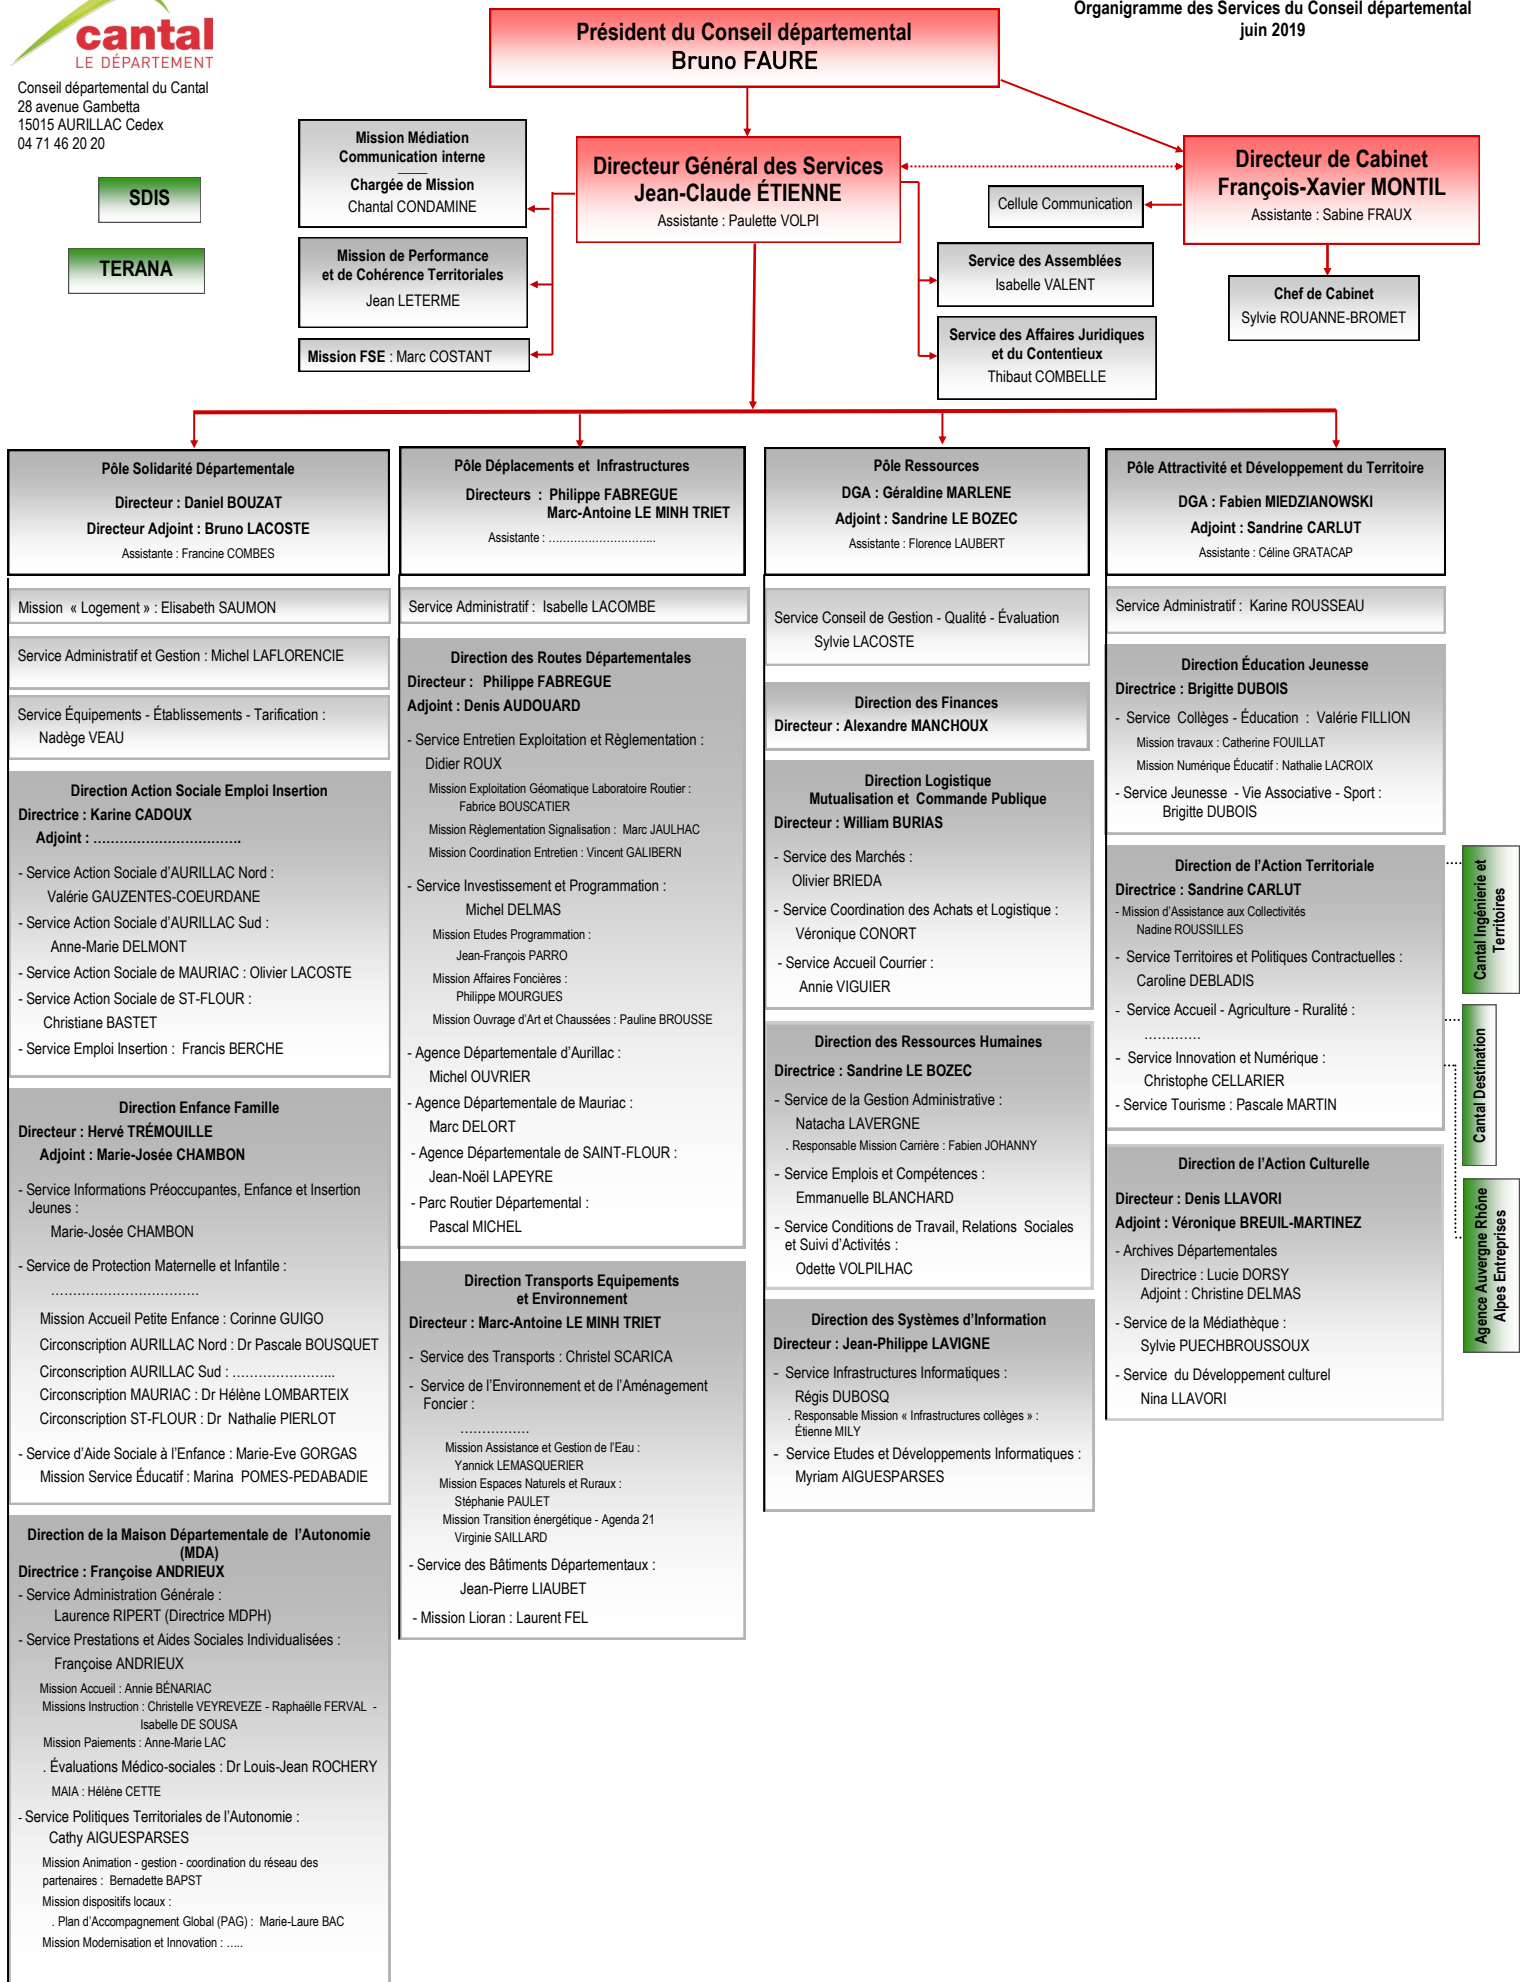 cantal
LE DÉPARTEMENT
Conseil départemental du Cantal
28 avenue Gambetta
15015 AURILLAC Cedex
04 71 46 20 20
SDIS
TERANA
Organigramme des Services du Conseil départemental
juin 2019
Président du Conseil départemental
Bruno FAURE
Mission Médiation
Communication interne
Chargée de Mission
Chantal CONDAMINE
Mission de Performance
et de Cohérence Territoriales
Jean LETERME
Mission FSE : Marc COSTANT
Directeur Général des Services
Jean-Claude ÉTIENNE
Assistante : Paulette VOLPI
Cellule Communication
Directeur de Cabinet
François-Xavier MONTIL
Assistante : Sabine FRAUX
Service des Assemblées
Isabelle VALENT
Service des Affaires Juridiques
et du Contentieux
Thibaut COMBELLE
Chef de Cabinet
Sylvie ROUANNE-BROMET
Pôle Solidarité Départementale
Directeur : Daniel BOUZAT
Directeur Adjoint : Bruno LACOSTE
Assistante : Francine COMBES
Mission « Logement » : Elisabeth SAUMON
Service Administratif et Gestion : Michel LAFLORENCIE
Service Équipements - Établissements - Tarification :
Nadège VEAU
Direction Action Sociale Emploi Insertion
Directrice : Karine CADOUX
Adjoint : …………………………….
- Service Action Sociale d'AURILLAC Nord :
Valérie GAUZENTES-COEURDANE
- Service Action Sociale d'AURILLAC Sud :
Anne-Marie DELMONT
- Service Action Sociale de MAURIAC : Olivier LACOSTE
- Service Action Sociale de ST-FLOUR :
Christiane BASTET
- Service Emploi Insertion : Francis BERCHE
Direction Enfance Famille
Directeur : Hervé TRÉMOUILLE
Adjoint : Marie-Josée CHAMBON
- Service Informations Préoccupantes, Enfance et Insertion
Jeunes :
Marie-Josée CHAMBON
- Service de Protection Maternelle et Infantile :
……………………………
Mission Accueil Petite Enfance : Corinne GUIGO
Circonscription AURILLAC Nord : Dr Pascale BOUSQUET
Circonscription AURILLAC Sud : …………………...
Circonscription MAURIAC : Dr Hélène LOMBARTEIX
Circonscription ST-FLOUR : Dr Nathalie PIERLOT
- Service d'Aide Sociale à l'Enfance : Marie-Eve GORGAS
Mission Service Éducatif : Marina POMES-PEDABADIE
Direction de la Maison Départementale de l'Autonomie
(MDA)
Directrice : Françoise ANDRIEUX
- Service Administration Générale :
Laurence RIPERT (Directrice MDPH)
- Service Prestations et Aides Sociales Individualisées :
Françoise ANDRIEUX
Mission Accueil : Annie BÉNARIAC
Missions Instruction : Christelle VEYREVEZE - Raphaëlle FERVAL -
Isabelle DE SOUSA
Mission Paiements : Anne-Marie LAC
. Évaluations Médico-sociales : Dr Louis-Jean ROCHERY
MAIA : Hélène CETTE
- Service Politiques Territoriales de l'Autonomie :
Cathy AIGUESPARSES
Mission Animation - gestion - coordination du réseau des
partenaires : Bernadette BAPST
Mission dispositifs locaux :
. Plan d'Accompagnement Global (PAG) : Marie-Laure BAC
Mission Modernisation et Innovation : …..
Pôle Déplacements et Infrastructures
Directeurs : Philippe FABREGUE
Marc-Antoine LE MINH TRIET
Assistante : ………………………...
Service Administratif : Isabelle LACOMBE
Direction des Routes Départementales
Directeur : Philippe FABREGUE
Adjoint : Denis AUDOUARD
- Service Entretien Exploitation et Règlementation :
Didier ROUX
Mission Exploitation Géomatique Laboratoire Routier :
Fabrice BOUSCATIER
Mission Règlementation Signalisation : Marc JAULHAC
Mission Coordination Entretien : Vincent GALIBERN
- Service Investissement et Programmation :
Michel DELMAS
Mission Etudes Programmation :
Jean-François PARRO
Mission Affaires Foncières :
Philippe MOURGUES
Mission Ouvrage d'Art et Chaussées : Pauline BROUSSE
- Agence Départementale d'Aurillac :
Michel OUVRIER
- Agence Départementale de Mauriac :
Marc DELORT
- Agence Départementale de SAINT-FLOUR :
Jean-Noël LAPEYRE
- Parc Routier Départemental :
Pascal MICHEL
Direction Transports Equipements
et Environnement
Directeur : Marc-Antoine LE MINH TRIET
- Service des Transports : Christel SCARICA
- Service de l'Environnement et de l'Aménagement
Foncier :
…………….
Mission Assistance et Gestion de l'Eau :
Yannick LEMASQUERIER
Mission Espaces Naturels et Ruraux :
Stéphanie PAULET
Mission Transition énergétique - Agenda 21
Virginie SAILLARD
- Service des Bâtiments Départementaux :
Jean-Pierre LIAUBET
- Mission Lioran : Laurent FEL
Pôle Ressources
DGA : Géraldine MARLENE
Adjoint : Sandrine LE BOZEC
Assistante : Florence LAUBERT
Service Conseil de Gestion - Qualité - Évaluation
Sylvie LACOSTE
Direction des Finances
Directeur : Alexandre MANCHOUX
Direction Logistique
Mutualisation et Commande Publique
Directeur : William BURIAS
- Service des Marchés :
Olivier BRIEDA
- Service Coordination des Achats et Logistique :
Véronique CONORT
- Service Accueil Courrier :
Annie VIGUIER
Direction des Ressources Humaines
Directrice : Sandrine LE BOZEC
- Service de la Gestion Administrative :
Natacha LAVERGNE
. Responsable Mission Carrière : Fabien JOHANNY
- Service Emplois et Compétences :
Emmanuelle BLANCHARD
- Service Conditions de Travail, Relations Sociales
et Suivi d'Activités :
Odette VOLPILHAC
Direction des Systèmes d'Information
Directeur : Jean-Philippe LAVIGNE
- Service Infrastructures Informatiques :
Régis DUBOSQ
. Responsable Mission « Infrastructures collèges » :
Étienne MILY
- Service Etudes et Développements Informatiques :
Myriam AIGUESPARSES
Pôle Attractivité et Développement du Territoire
DGA : Fabien MIEDZIANOWSKI
Adjoint : Sandrine CARLUT
Assistante : Céline GRATACAP
Service Administratif : Karine ROUSSEAU
Direction Éducation Jeunesse
Directrice : Brigitte DUBOIS
- Service Collèges - Éducation : Valérie FILLION
Mission travaux : Catherine FOUILLAT
Mission Numérique Éducatif : Nathalie LACROIX
- Service Jeunesse - Vie Associative - Sport :
Brigitte DUBOIS
Direction de l'Action Territoriale
Directrice : Sandrine CARLUT
- Mission d'Assistance aux Collectivités
Nadine ROUSSILLES
- Service Territoires et Politiques Contractuelles :
Caroline DEBLADIS
- Service Accueil - Agriculture - Ruralité :
………….
- Service Innovation et Numérique :
Christophe CELLARIER
- Service Tourisme : Pascale MARTIN
Direction de l'Action Culturelle
Directeur : Denis LLAVORI
Adjoint : Véronique BREUIL-MARTINEZ
- Archives Départementales
Directrice : Lucie DORSY
Adjoint : Christine DELMAS
- Service de la Médiathèque :
Sylvie PUECHBROUSSOUX
- Service du Développement culturel
Nina LLAVORI
Cantal Ingénierie et
Territoires
Cantal Destination
Agence Auvergne Rhône
Alpes Entreprises